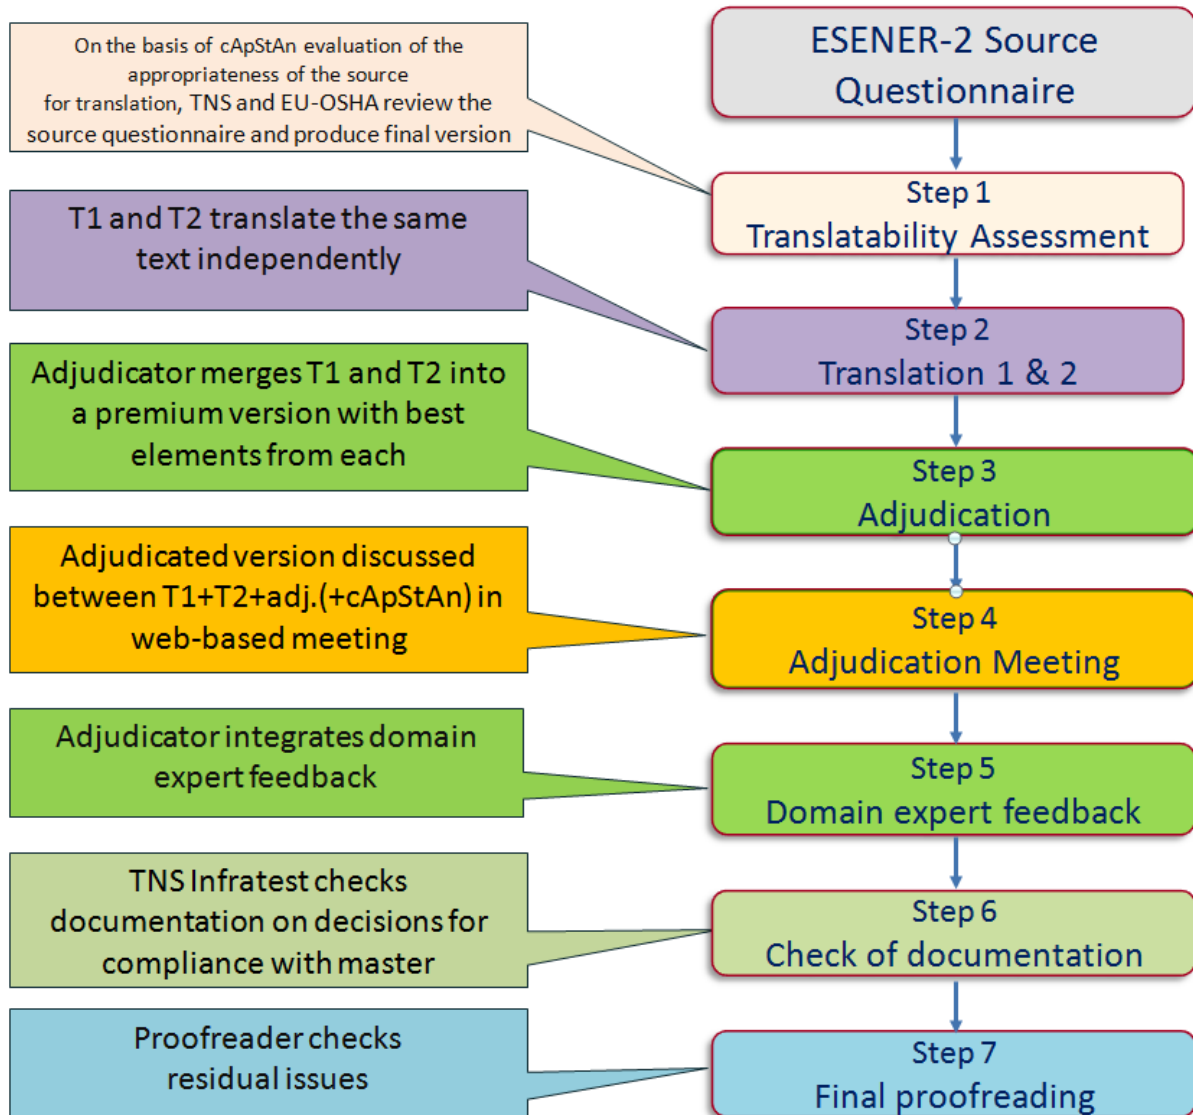 ESENER-2 Source
Questionnaire
On the basis of cApStAn evaluation of the
appropriateness of the source
for translation, TNS and EU-OSHA review the
source questionnaire and produce final version
Step 1
Translatability Assessment
T1 and T2 translate the same
text independently
Step 2
Translation 1 & 2
Adjudicator merges T1 and T2 into
a premium version with best
elements from each
Step 3
Adjudication
Adjudicated version discussed
between T1+T2+adj.(+cApStAn) in
web-based meeting
Step 4
Adjudication Meeting
Adjudicator integrates domain
expert feedback
Step 5
Domain expert feedback
TNS Infratest checks
documentation on decisions for
compliance with master
Step 6
Check of documentation
Proofreader checks
residual issues
Step 7
Final proofreading